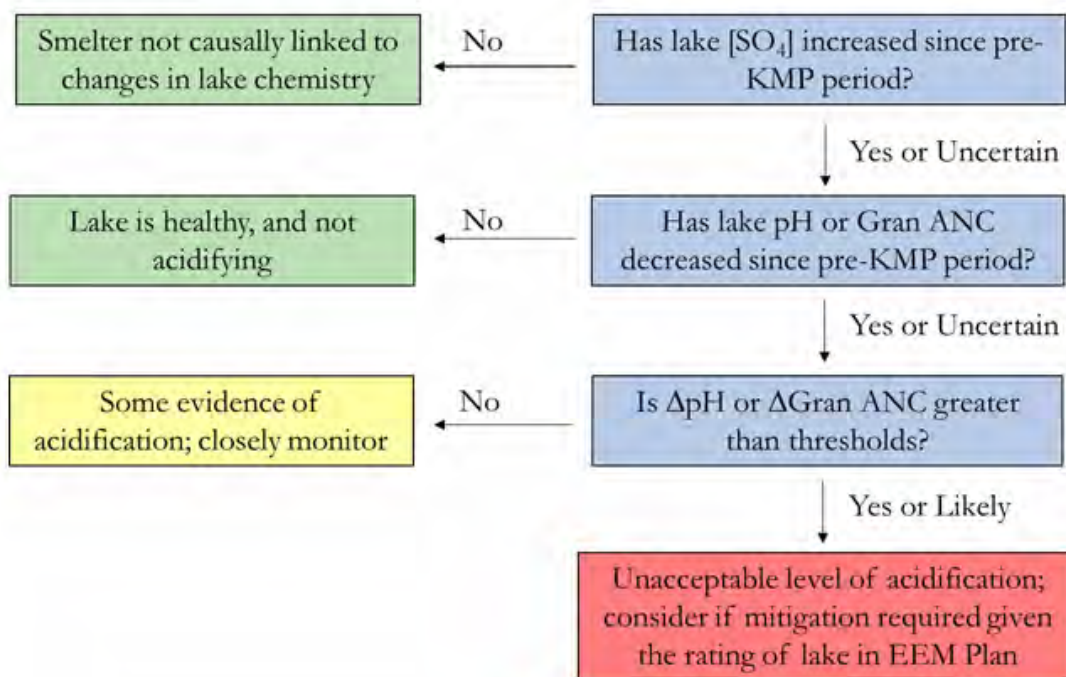 Smelter not causally linked to
changes in lake chemistry
No
Has lake [SO₄] increased since pre-
KMP period?
Yes or Uncertain
Lake is healthy, and not
acidifying
No
Has lake pH or Gran ANC
decreased since pre-KMP period?
Yes or Uncertain
Some evidence of
acidification; closely monitor
No
Is ΔpH or ΔGran ANC greater
than thresholds?
Yes or Likely
Unacceptable level of acidification;
consider if mitigation required given
the rating of lake in EEM Plan